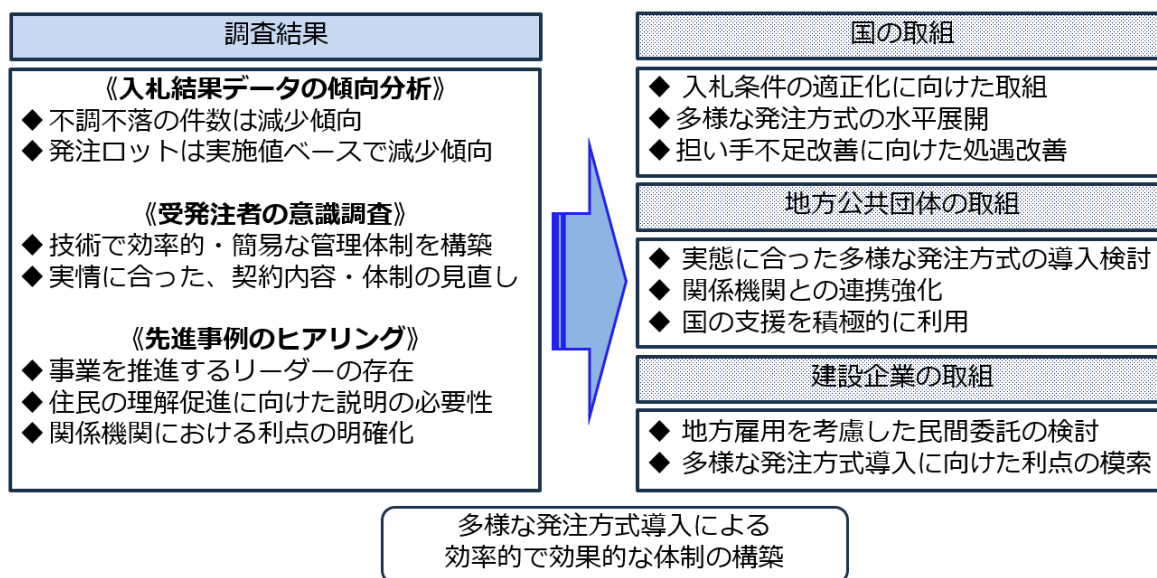 調査結果
《入札結果データの傾向分析》
◆ 不調不落の件数は減少傾向
◆ 発注ロットは実施値ベースで減少傾向
《受発注者の意識調査》
◆ 技術で効率的・簡易な管理体制を構築
◆ 実情に合った、契約内容・体制の見直し
《先進事例のヒアリング》
◆ 事業を推進するリーダーの存在
◆ 住民の理解促進に向けた説明の必要性
◆ 関係機関における利点の明確化
国の取組
◆ 入札条件の適正化に向けた取組
◆ 多様な発注方式の水平展開
◆ 担い手不足改善に向けた処遇改善
地方公共団体の取組
◆ 実態に合った多様な発注方式の導入検討
◆ 関係機関との連携強化
◆ 国の支援を積極的に利用
建設企業の取組
◆ 地方雇用を考慮した民間委託の検討
◆ 多様な発注方式導入に向けた利点の模索
多様な発注方式導入による
効率的で効果的な体制の構築